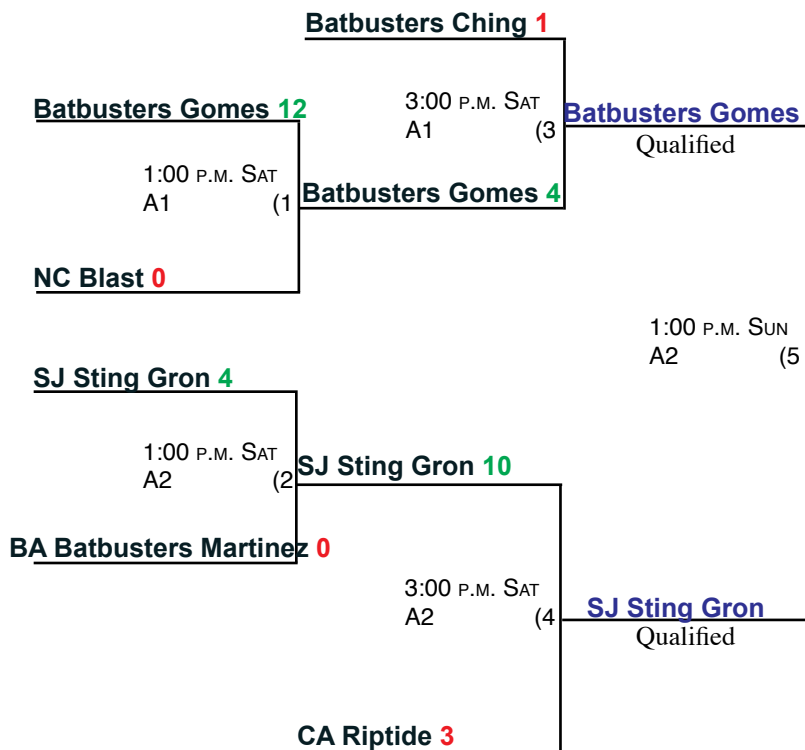 Batbusters Ching 1
Batbusters Gomes 12
3:00 P.M. SAT
A1 (3
Batbusters Gomes
Qualified
1:00 P.M. SAT
A1 (1
Batbusters Gomes 4
NC Blast 0
1:00 P.M. SUN
A2 (5
SJ Sting Gron 4
1:00 P.M. SAT
A2 (2
SJ Sting Gron 10
BA Batbusters Martinez 0
3:00 P.M. SAT
A2 (4
SJ Sting Gron
Qualified
CA Riptide 3